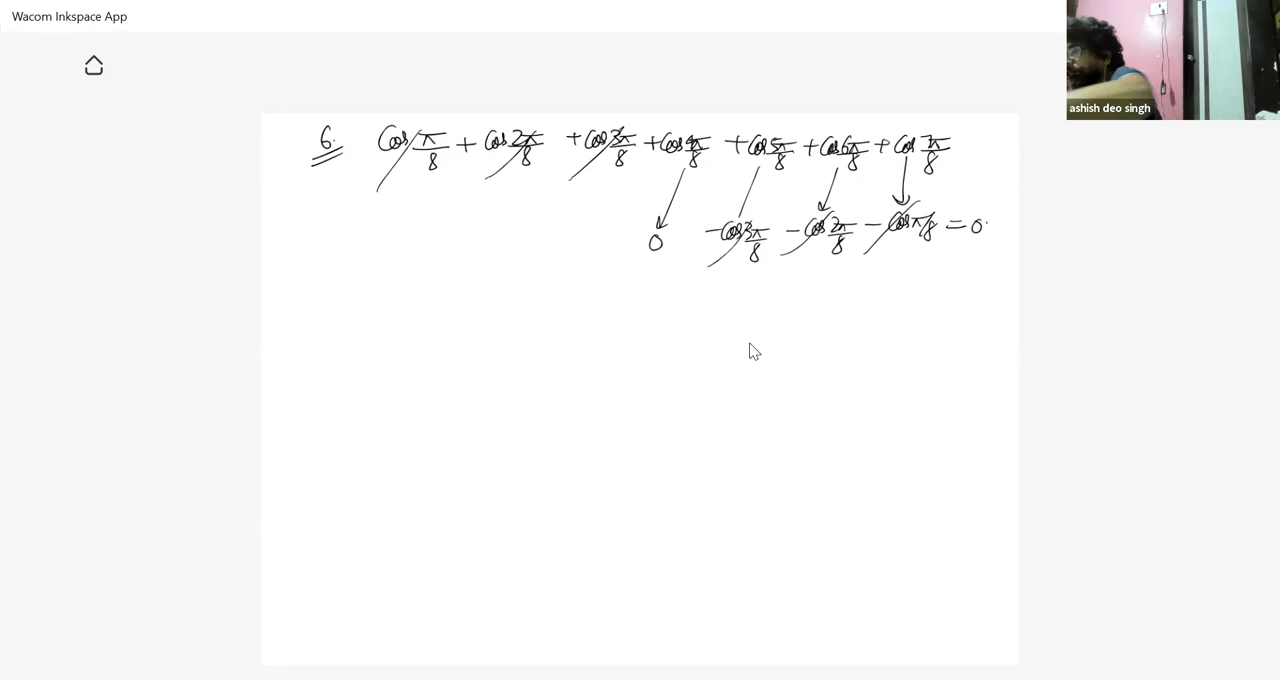 Wacom Inkspace App
ashish deo singh
6. Cos π/8 + Cos 2π/8 + Cos 3π/8 + Cos 4π/8 + Cos 5π/8 + Cos 6π/8 + Cos 7π/8
0 - Cos 3π/8 - Cos 2π/8 - Cos π/8 = 0.